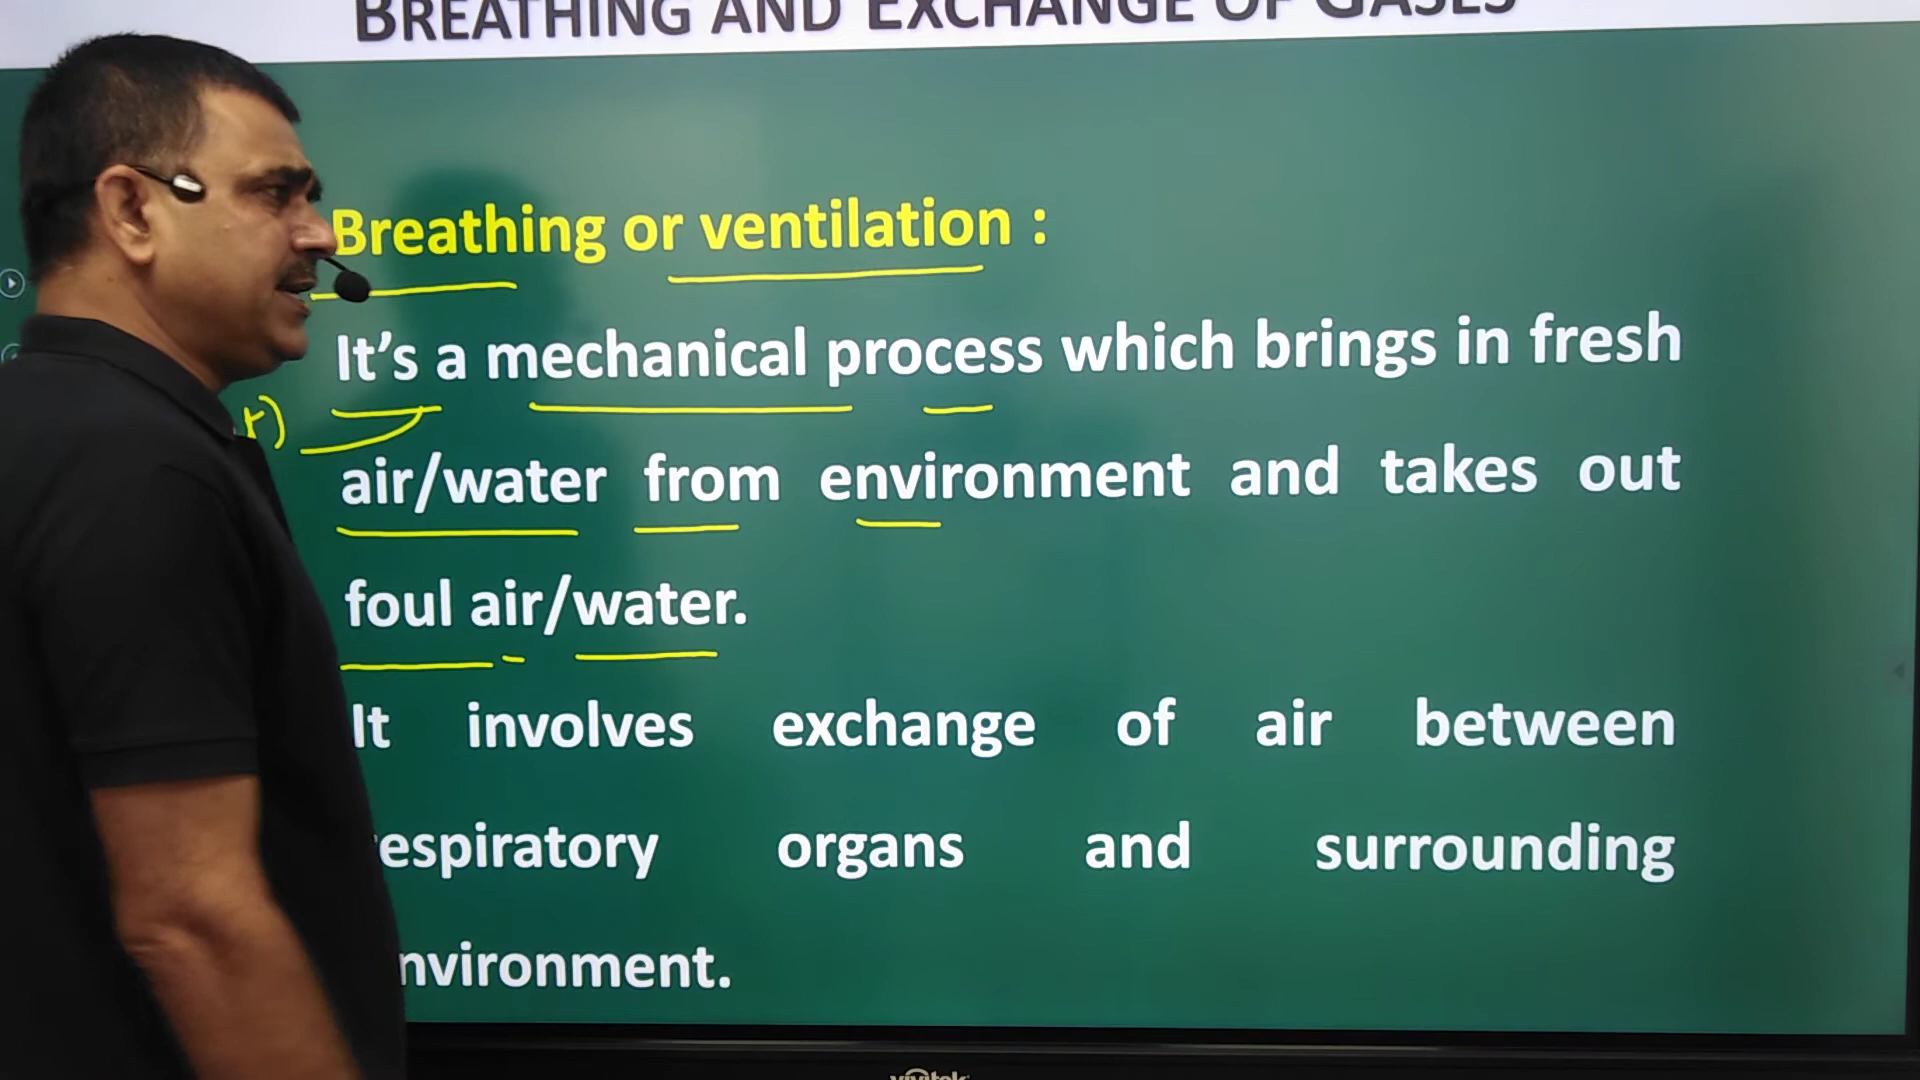 BREATHING AND EXCHANGE OF GASES
Breathing or ventilation :
It's a mechanical process which brings in fresh
air/water from environment and takes out
foul air/water.
It involves exchange of air between
espiratory organs and surrounding
nvironment.